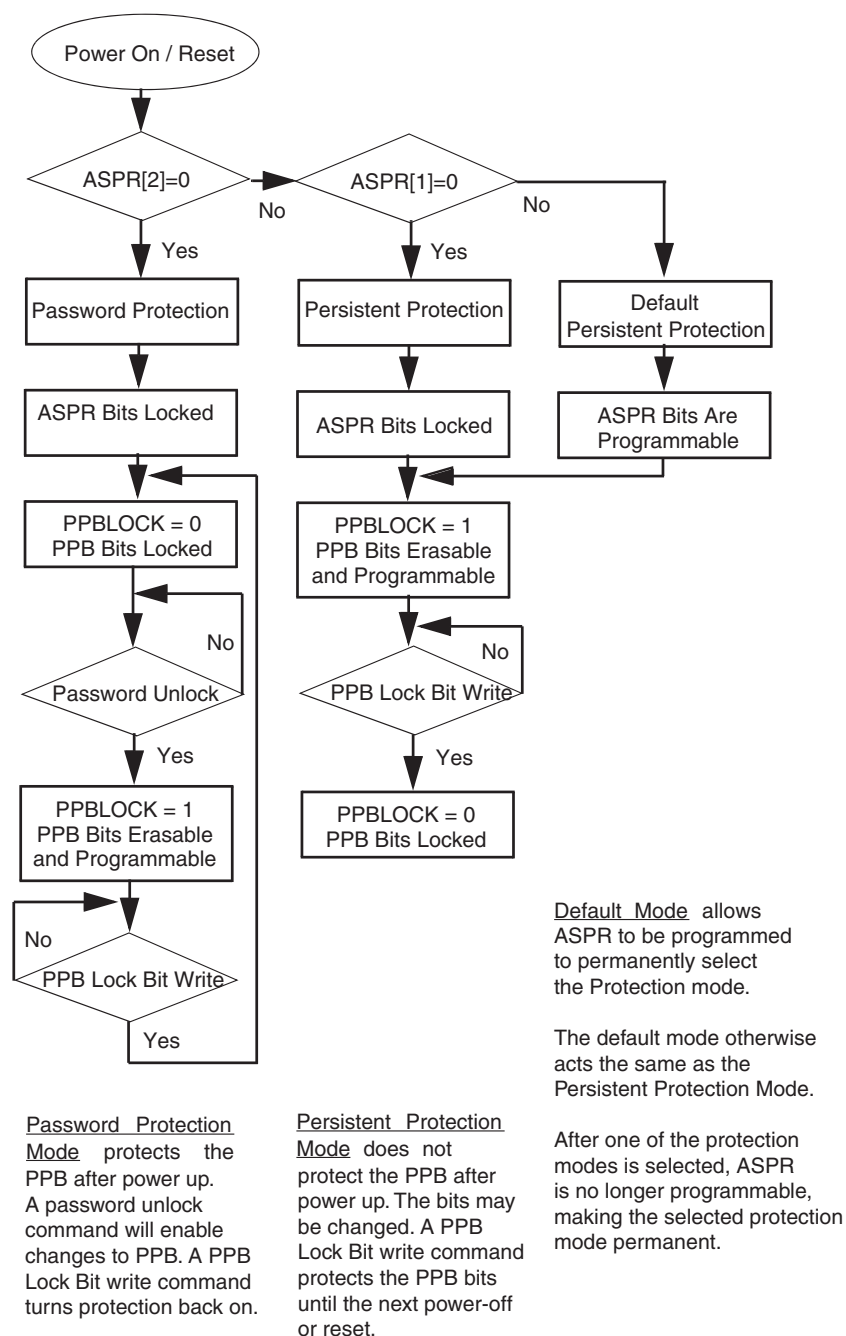 Power On / Reset
ASPR[2]=0
No
Yes
ASPR[1]=0
No
Yes
Password Protection
Persistent Protection
Default
Persistent Protection
ASPR Bits Locked
ASPR Bits Locked
ASPR Bits Are
Programmable
PPBLOCK = 0
PPB Bits Locked
PPBLOCK = 1
PPB Bits Erasable
and Programmable
No
Password Unlock
Yes
No
PPB Lock Bit Write
Yes
PPBLOCK = 1
PPB Bits Erasable
and Programmable
PPBLOCK = 0
PPB Bits Locked
No
PPB Lock Bit Write
Yes
Default Mode allows
ASPR to be programmed
to permanently select
the Protection mode.
The default mode otherwise
acts the same as the
Persistent Protection Mode.
After one of the protection
modes is selected, ASPR
is no longer programmable,
making the selected protection
mode permanent.
Password Protection
Mode protects the
PPB after power up.
A password unlock
command will enable
changes to PPB. A PPB
Lock Bit write command
turns protection back on.
Persistent Protection
Mode does not
protect the PPB after
power up. The bits may
be changed. A PPB
Lock Bit write command
protects the PPB bits
until the next power-off
or reset.